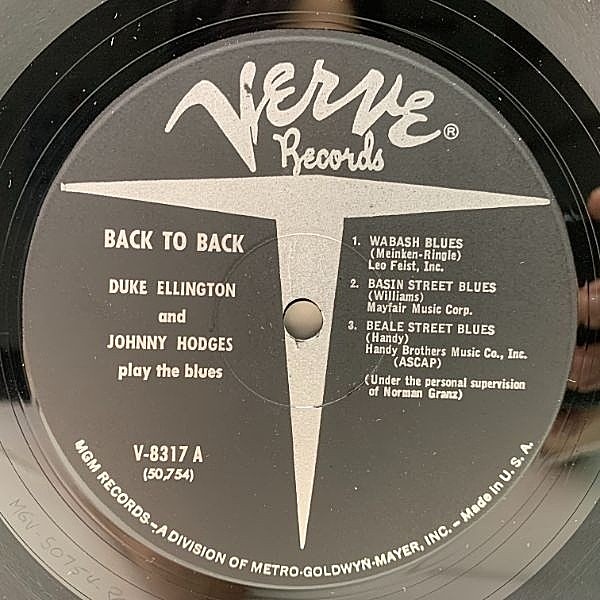 Verve®
Records
BACK TO BACK
DUKE ELLINGTON
and
JOHNNY HODGES
play the blues
1. WABASH BLUES
(Meinken-Ringle)
Leo Feist, Inc.
2. BASIN STREET BLUES
(Williams)
Mayfair Music Corp.
3. BEALE STREET BLUES
(Handy)
Handy Brothers Music Co., Inc.
(ASCAP)
(Under the personal supervision
of Norman Granz)
V-8317 A
(50,754)
MGM RECORDS—A DIVISION OF METRO-GOLDWYN-MAYER, INC. – Made in U. S. A.